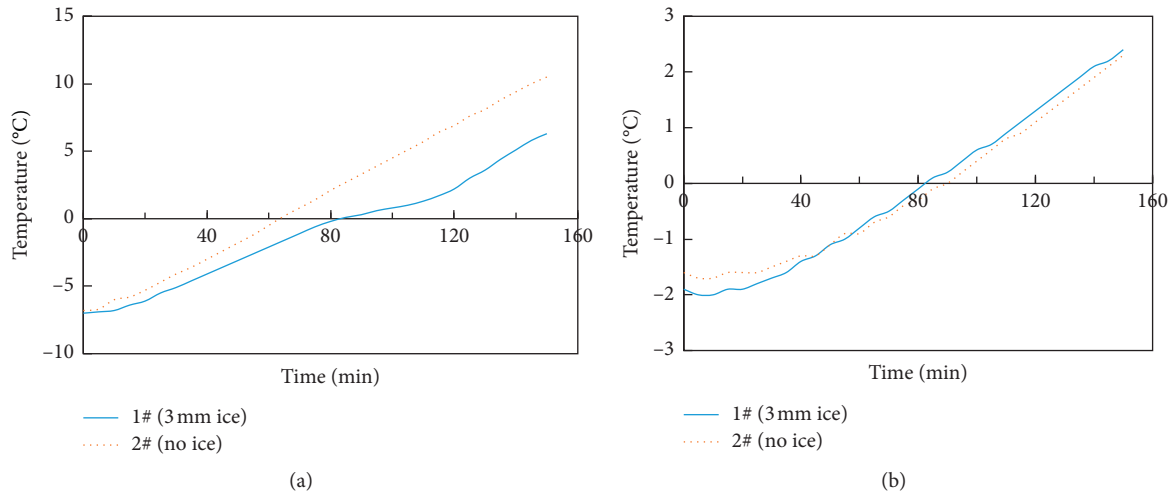 15
10
5
0
–5
–10
0
40
80
120
160
Temperature (°C)
Time (min)
1# (3 mm ice)
2# (no ice)
(a)
3
2
1
0
–1
–2
–3
0
40
80
120
160
Temperature (°C)
Time (min)
1# (3 mm ice)
2# (no ice)
(b)